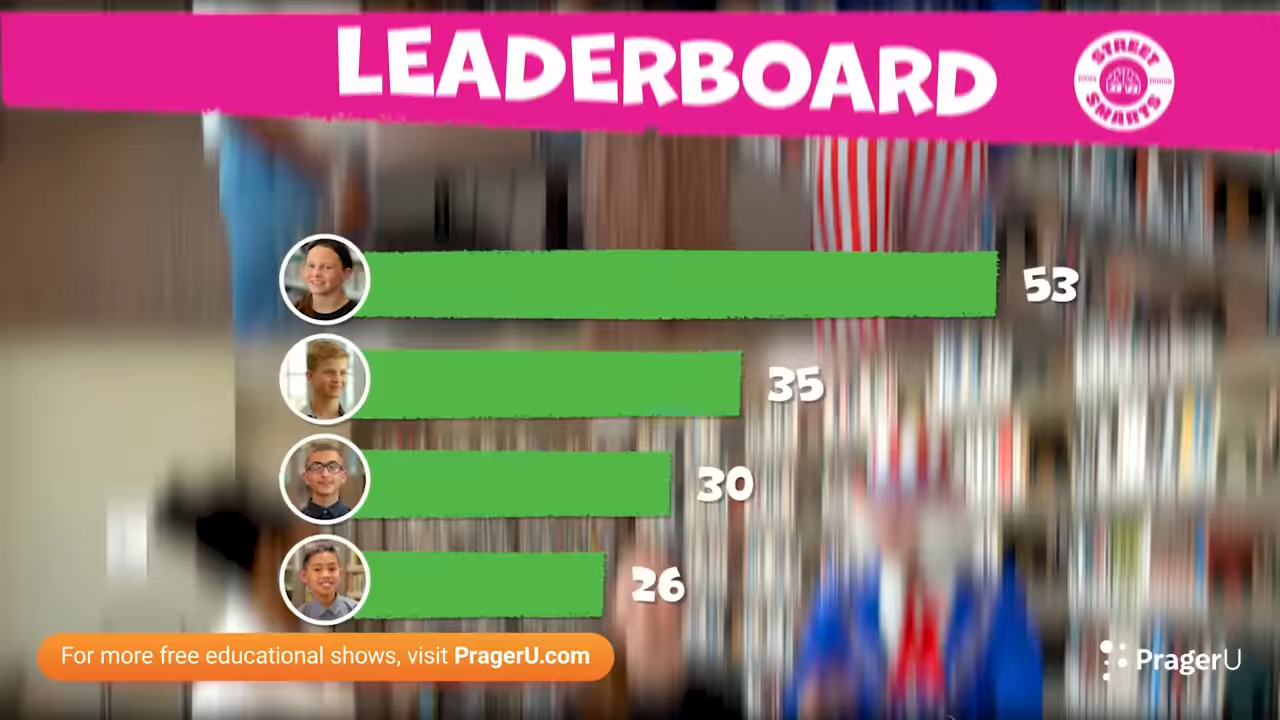 LEADERBOARD
STREET
SMARTS
53
35
30
26
For more free educational shows, visit PragerU.com
PragerU